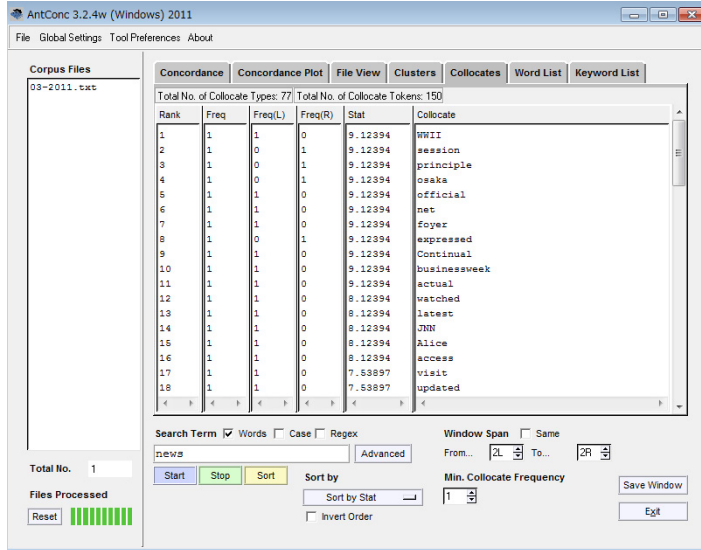 AntConc 3.2.4w (Windows) 2011
File Global Settings Tool Preferences About
Corpus Files
03-2011.txt
Concordance Concordance Plot File View Clusters Collocates Word List Keyword List
Total No. of Collocate Types: 77 Total No. of Collocate Tokens: 150
Rank Freq Freq(L) Freq(R) Stat Collocate
1 1 1 0 9.12394 WWII
2 1 0 1 9.12394 session
3 1 0 1 9.12394 principle
4 1 0 1 9.12394 osaka
5 1 1 0 9.12394 official
6 1 1 0 9.12394 net
7 1 1 0 9.12394 foyer
8 1 0 1 9.12394 expressed
9 1 1 0 9.12394 Continual
10 1 1 0 9.12394 businessweek
11 1 1 0 9.12394 actual
12 1 1 0 8.12394 watched
13 1 1 0 8.12394 latest
14 1 1 0 8.12394 JNN
15 1 1 0 8.12394 Alice
16 1 1 0 8.12394 access
17 1 1 0 7.53897 visit
18 1 1 0 7.53897 updated
Search Term Words Case Regex
Window Span Same
news Advanced
From... 2L To... 2R
Start Stop Sort
Sort by
Sort by Stat
Invert Order
Min. Collocate Frequency
1
Total No. 1
Files Processed
Reset
Save Window
Exit